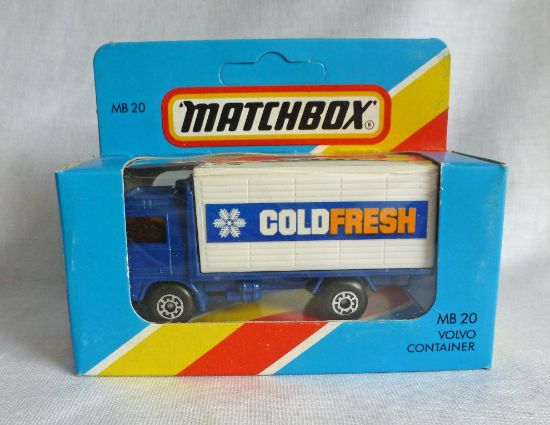 MB 20
"MATCHBOX"
®
COLDFRESH
MB 20
VOLVO
CONTAINER